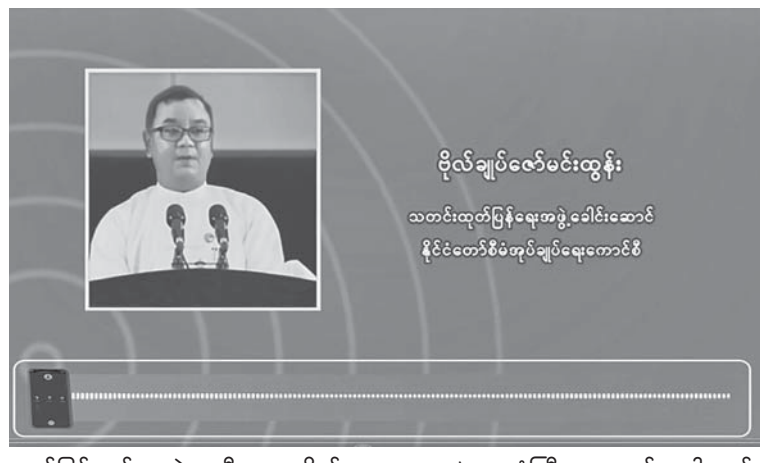 ဗိုလ်ချုပ်ဇော်မင်းထွန်း
သတင်းထုတ်ပြန်ရေးအဖွဲ့ခေါင်းဆောင်
နိုင်ငံတော်စီမံအုပ်ချုပ်ရေးကောင်စီ